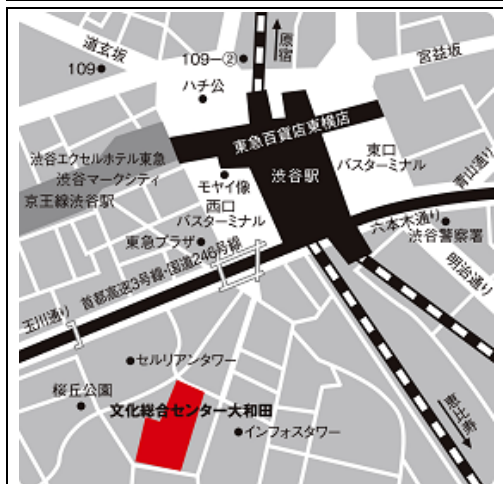 道玄坂
109-②
原宿
宮益坂
109
ハチ公
東急百貨店東横店
渋谷エクセルホテル東急
渋谷マークシティ
京王線渋谷駅
渋谷駅
東口
バスターミナル
モヤイ像
西口
バスターミナル
青山通り
六本木通り
渋谷警察署
明治通り
東急プラザ
首都高速3号線・国道246号線
玉川通り
セルリアンタワー
桜丘公園
文化総合センター大和田
インフォスタワー
恵比寿